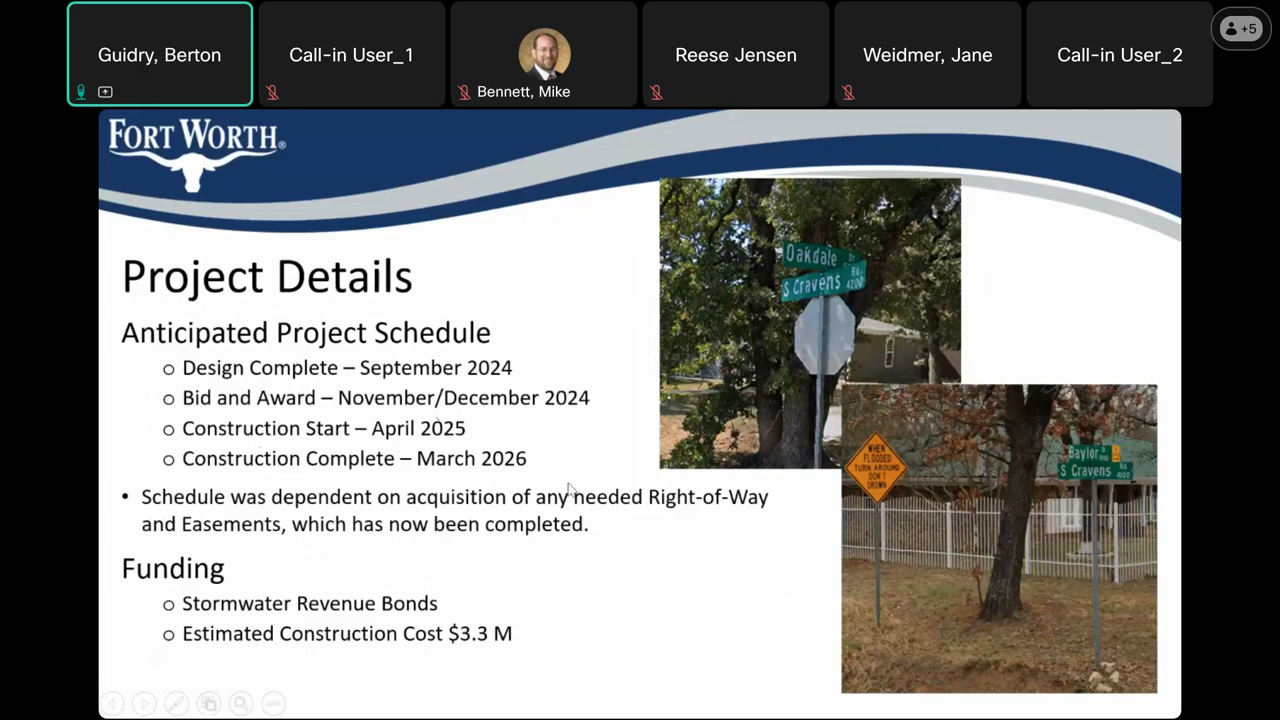 Guidry, Berton
Call-in User_1
Bennett, Mike
Reese Jensen
Weidmer, Jane
Call-in User_2
+5
FORT WORTH®
Project Details
Anticipated Project Schedule
Design Complete – September 2024
Bid and Award – November/December 2024
Construction Start – April 2025
Construction Complete – March 2026
• Schedule was dependent on acquisition of any needed Right-of-Way
and Easements, which has now been completed.
Funding
Stormwater Revenue Bonds
Estimated Construction Cost $3.3 M
Oakdale Dr
S Cravens Rd 4200
WHEN
FLOODED
TURN AROUND
DON'T
DROWN
Baylor
S Cravens Rd